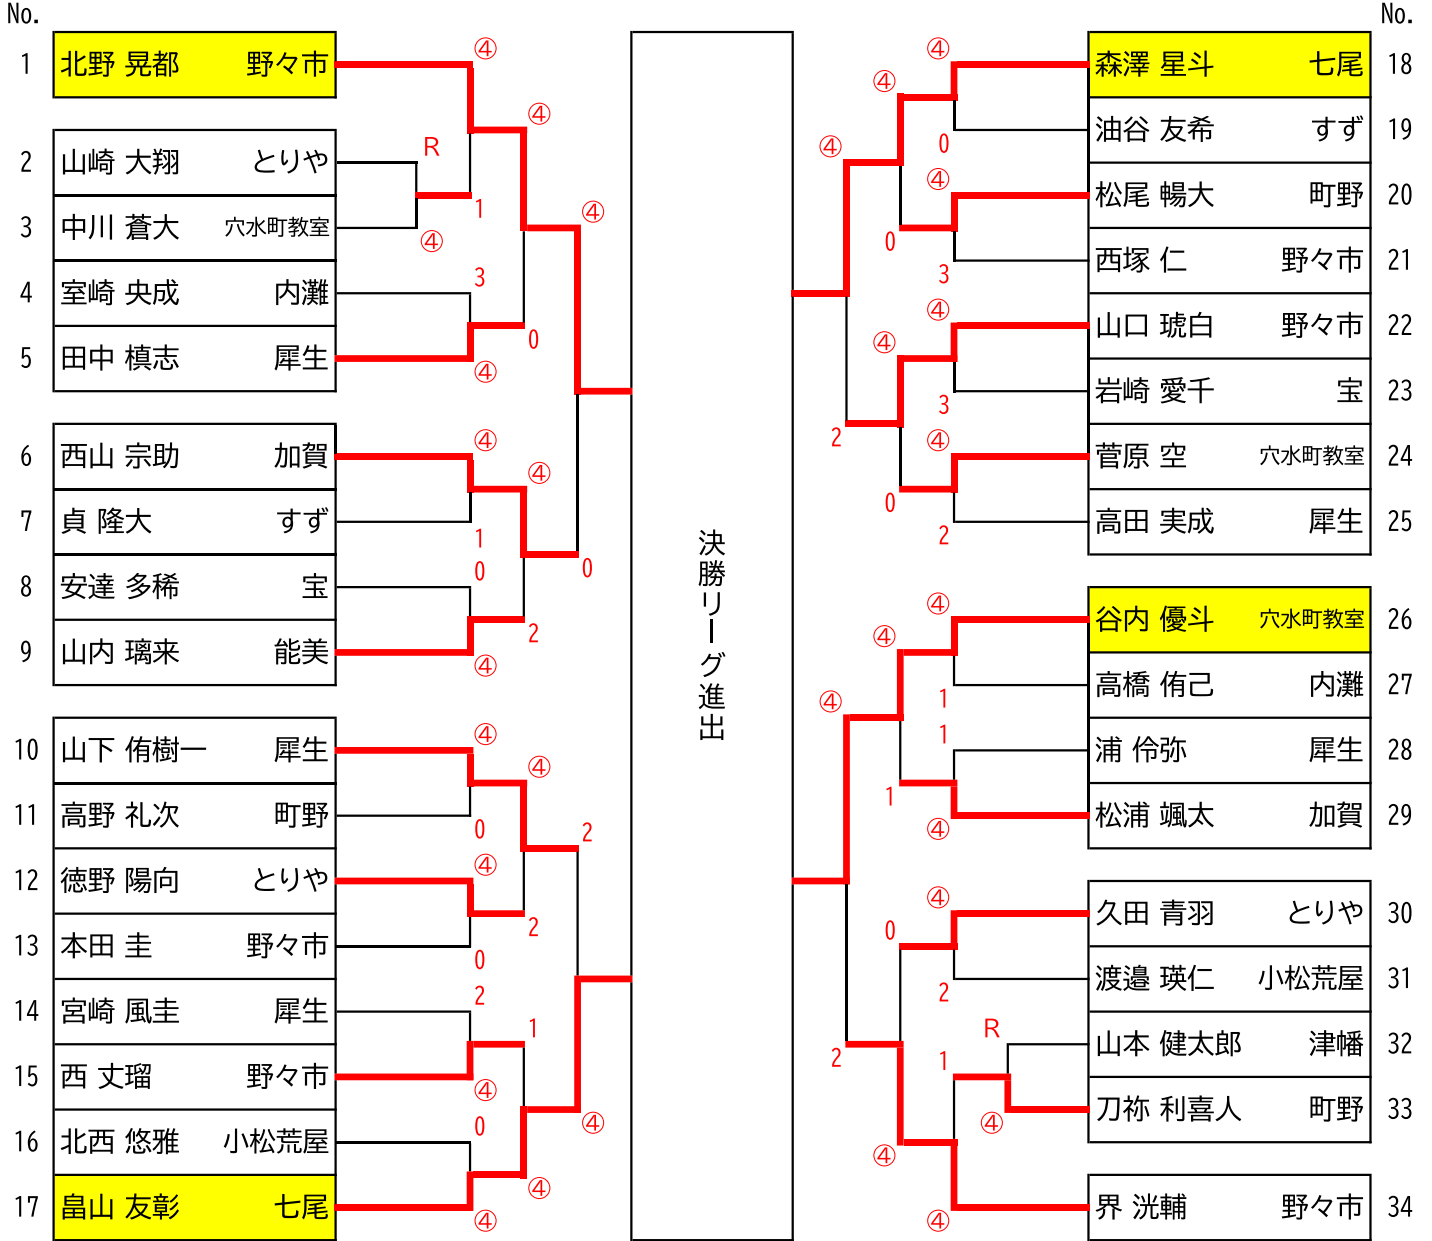 No.
1 北野 晃都 野々市
2 山崎 大翔 とりや
3 中川 蒼大 穴水町教室
4 室崎 央成 内灘
5 田中 槙志 犀生
6 西山 宗助 加賀
7 貞 隆大 すず
8 安達 多稀 宝
9 山内 璃来 能美
10 山下 侑樹一 犀生
11 高野 礼次 町野
12 徳野 陽向 とりや
13 本田 圭 野々市
14 宮崎 風圭 犀生
15 西 丈瑠 野々市
16 北西 悠雅 小松荒屋
17 畠山 友彰 七尾
④
④
R
1
④
④
3
0
④
④
④
1
0
0
2
④
④
④
0
2
④
2
0
2
1
④
④
0
④
④
決勝リーグ進出
No.
森澤 星斗 七尾 18
油谷 友希 すず 19
松尾 暢大 町野 20
西塚 仁 野々市 21
山口 琥白 野々市 22
岩崎 愛千 宝 23
菅原 空 穴水町教室 24
高田 実成 犀生 25
谷内 優斗 穴水町教室 26
高橋 侑己 内灘 27
浦 伶弥 犀生 28
松浦 颯太 加賀 29
久田 青羽 とりや 30
渡邉 瑛仁 小松荒屋 31
山本 健太郎 津幡 32
刀祢 利喜人 町野 33
界 洸輔 野々市 34
④
④
④
0
④
0
3
④
④
3
2
④
0
2
④
④
1
④
1
1
④
④
0
2
R
2
1
④
④
④